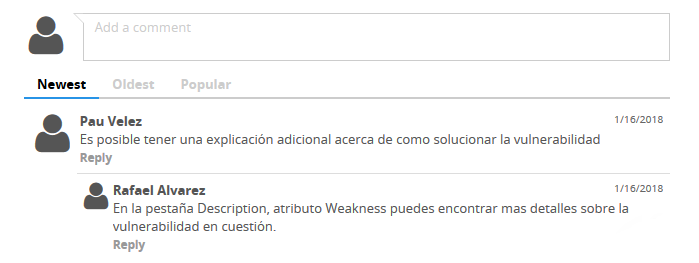 Add a comment
Newest Oldest Popular
Pau Velez 1/16/2018
Es posible tener una explicación adicional acerca de como solucionar la vulnerabilidad
Reply
Rafael Alvarez 1/16/2018
En la pestaña Description, atributo Weakness puedes encontrar mas detalles sobre la
vulnerabilidad en cuestión.
Reply